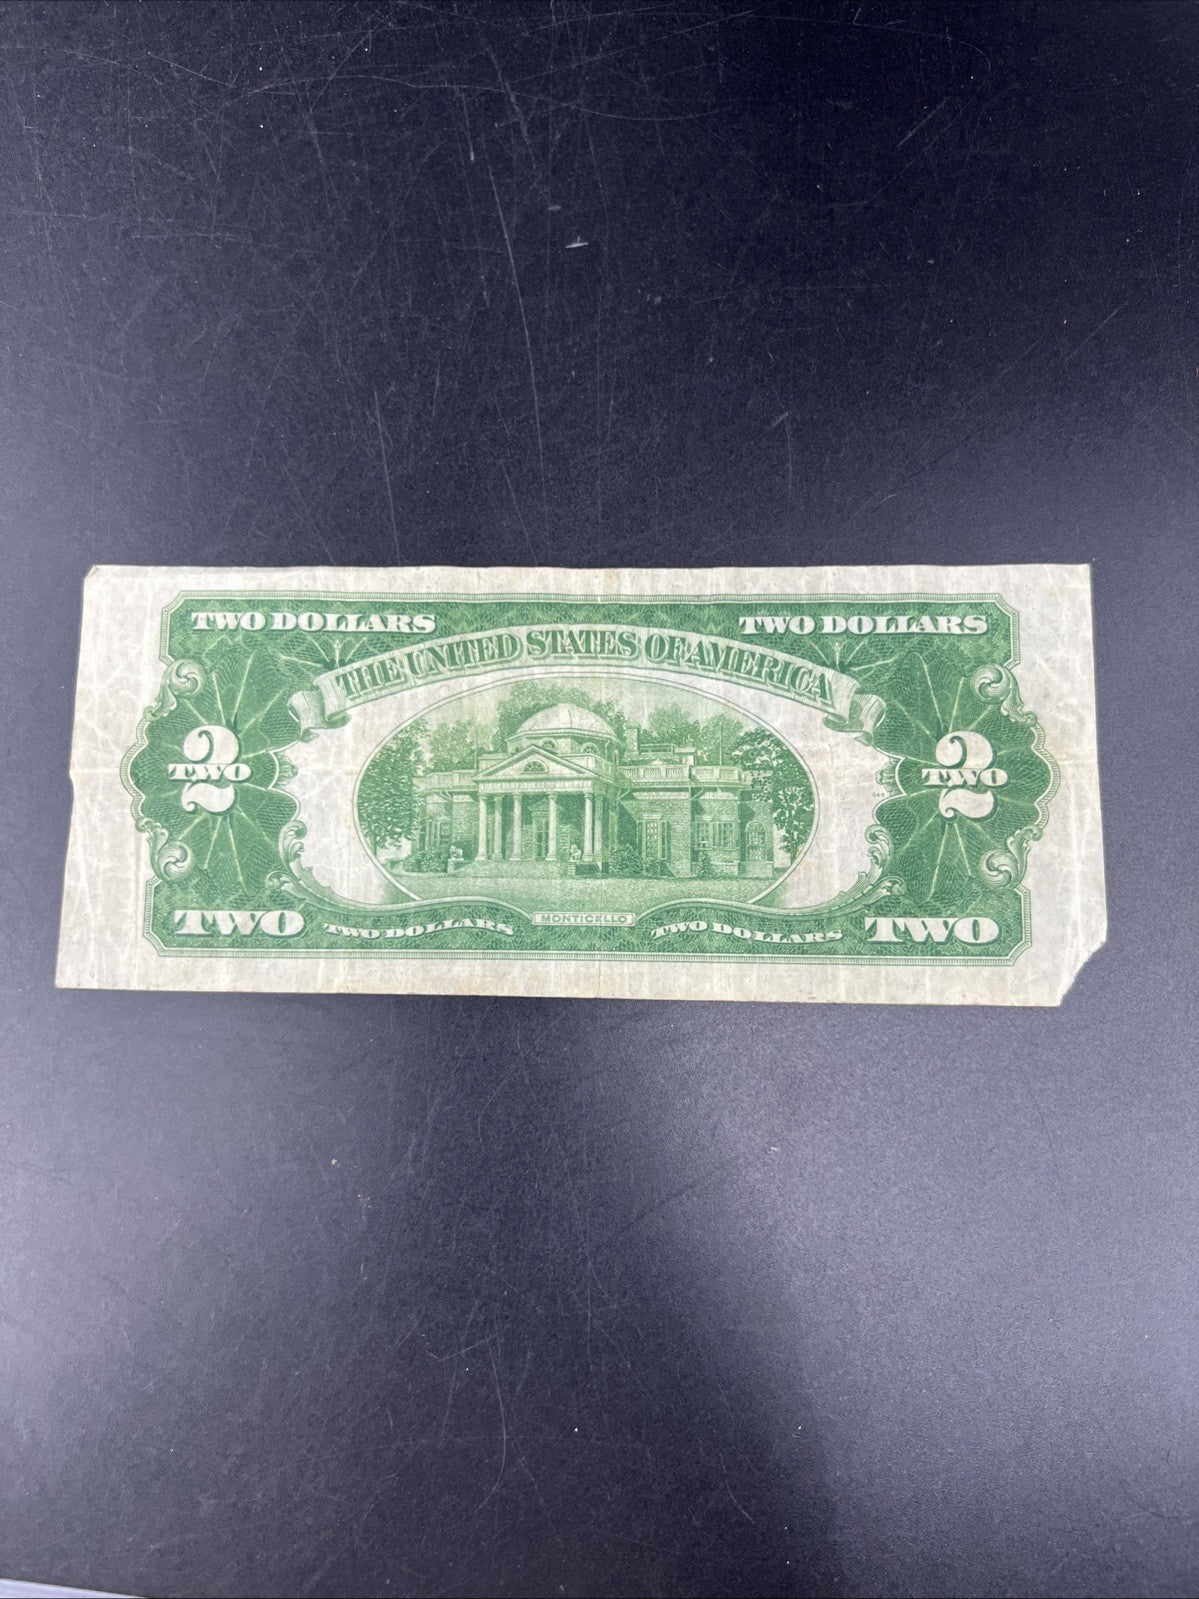 TWO DOLLARS TWO DOLLARS
THE UNITED STATES OF AMERICA
2 2
TWO TWO
MONTICELLO
TWO TWO DOLLARS TWO DOLLARS TWO